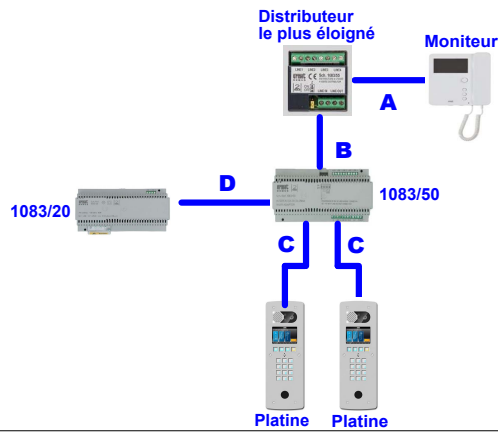 Distributeur
le plus éloigné
Moniteur
A
B
D
1083/20
1083/50
C
C
Platine
Platine